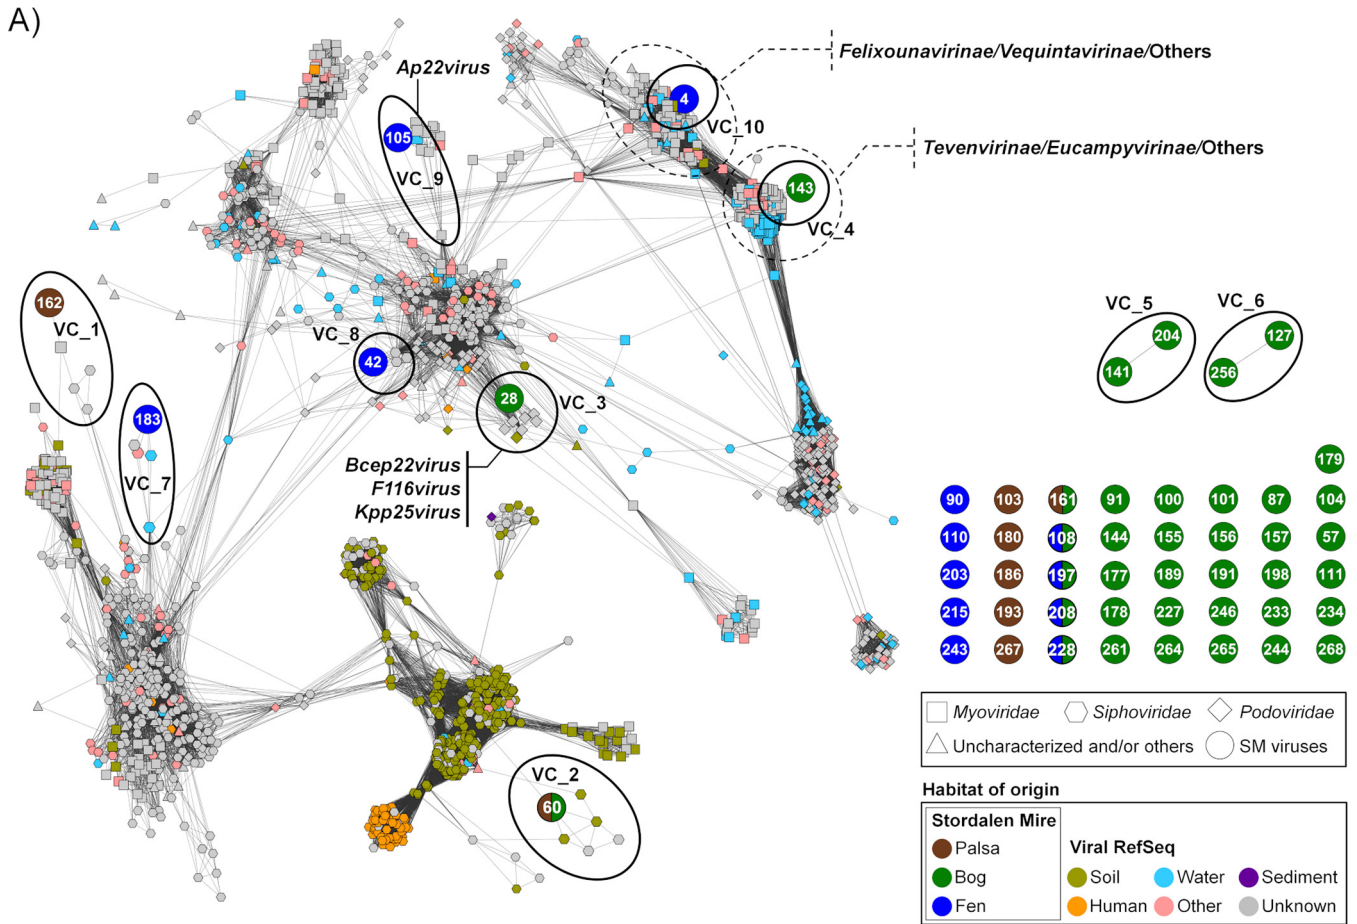 A)
Ap22virus
Felixounavirinae/Vequintavirinae/Others
4
VC_10
105
VC_9
Tevenvirinae/Eucampyvirinae/Others
143
VC_4
162
VC_1
VC_5
204
141
VC_6
127
256
VC_8
42
183
VC_7
28
VC_3
Bcep22virus
F116virus
Kpp25virus
179
90 103 161 91 100 101 87 104
110 180 108 144 155 156 157 57
203 186 197 177 189 191 198 111
215 193 208 178 227 246 233 234
243 267 228 261 264 265 244 268
VC_2
60
Myoviridae Siphoviridae Podoviridae
Uncharacterized and/or others SM viruses
Habitat of origin
Stordalen Mire
Palsa
Bog
Fen
Viral RefSeq
Soil Water Sediment
Human Other Unknown